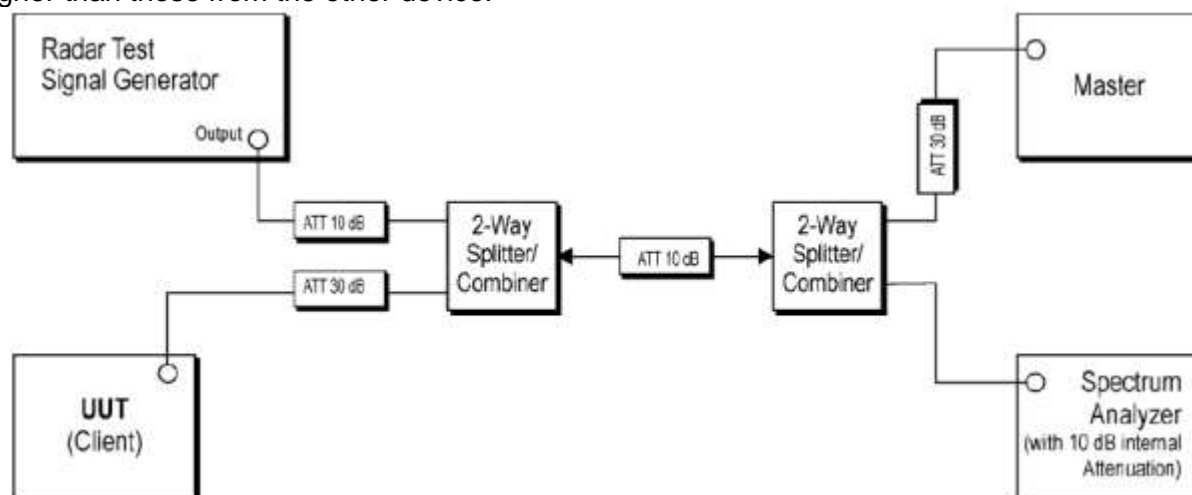 than those from the other device.
Radar Test
Signal Generator
Output
ATT 10 dB
ATT 30 dB
UUT
(Client)
2-Way
Splitter/
Combiner
ATT 10 dB
2-Way
Splitter/
Combiner
ATT 30 dB
Master
Spectrum
Analyzer
(with 10 dB internal
Attenuation)